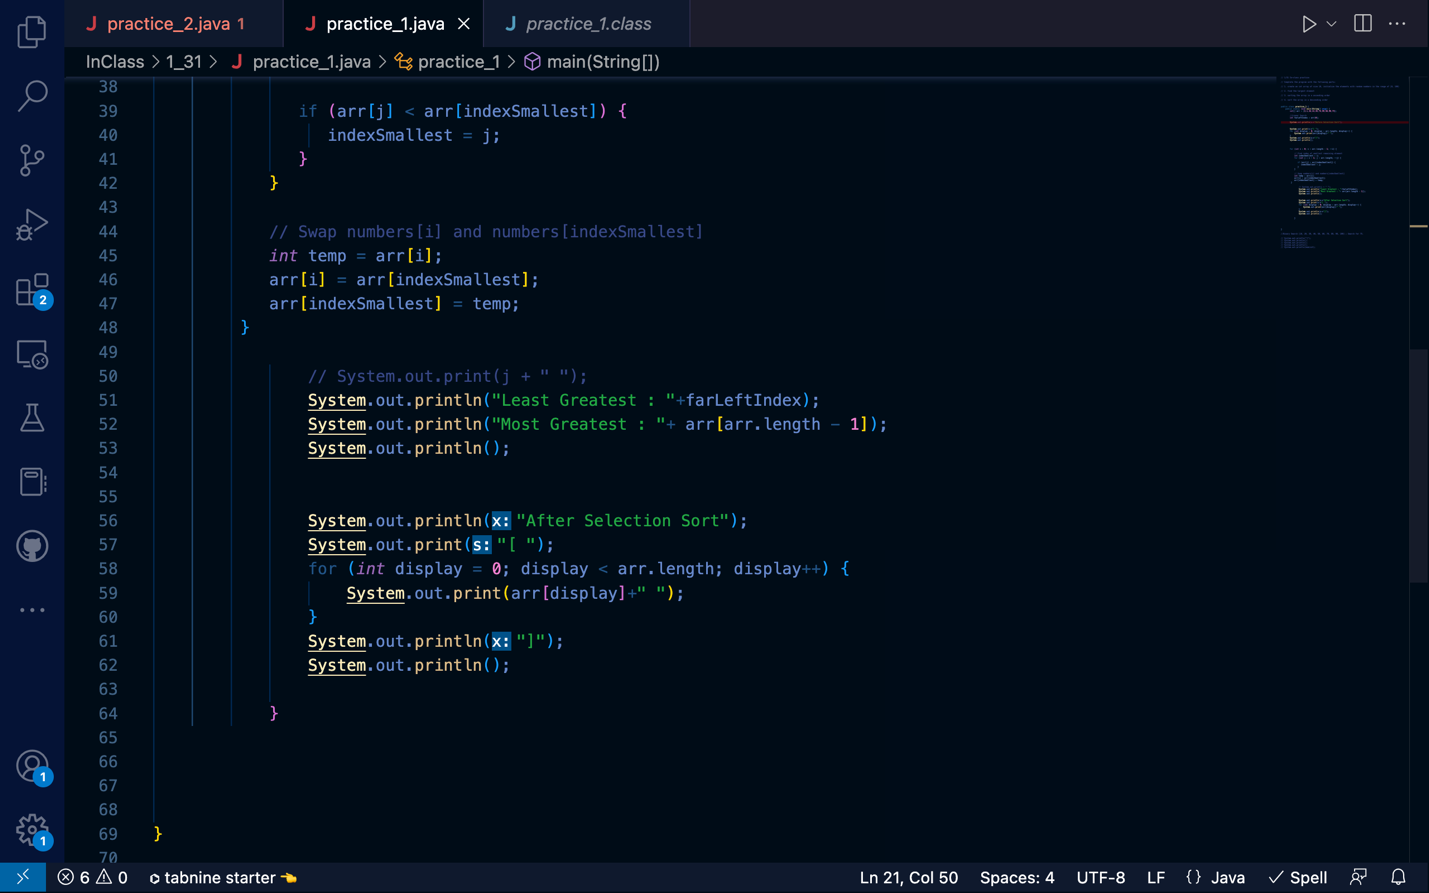 practice_2.java 1
practice_1.java
practice_1.class
InClass > 1_31 > practice_1.java > practice_1 > main(String[])
38
39 if (arr[j] < arr[indexSmallest]) {
40 indexSmallest = j;
41 }
42 }
43
44 // Swap numbers[i] and numbers[indexSmallest]
45 int temp = arr[i];
46 arr[i] = arr[indexSmallest];
47 arr[indexSmallest] = temp;
48 }
49
50 // System.out.print(j + " ");
51 System.out.println("Least Greatest : "+farLeftIndex);
52 System.out.println("Most Greatest : "+ arr[arr.length - 1]);
53 System.out.println();
54
55
56 System.out.println(x: "After Selection Sort");
57 System.out.print(s: "[ ");
58 for (int display = 0; display < arr.length; display++) {
59 System.out.print(arr[display]+" ");
60 }
61 System.out.println(x: "]");
62 System.out.println();
63
64 }
65
66
67
68
69 }
70
2
1
1
6 0 tabnine starter 👈 Ln 21, Col 50 Spaces: 4 UTF-8 LF {} Java ✓ Spell